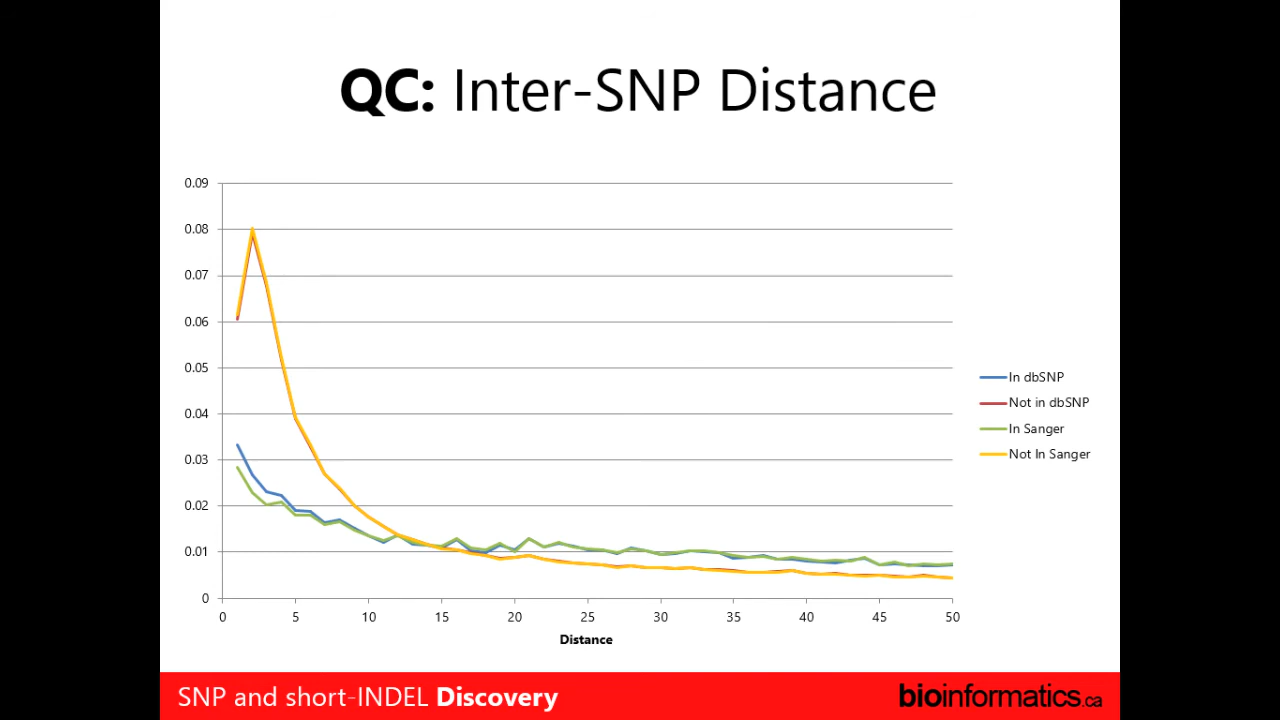 QC: Inter-SNP Distance
0.09
0.08
0.07
0.06
0.05
0.04
0.03
0.02
0.01
0
0 5 10 15 20 25 30 35 40 45 50
Distance
In dbSNP
Not in dbSNP
In Sanger
Not In Sanger
SNP and short-INDEL Discovery
bioinformatics.ca